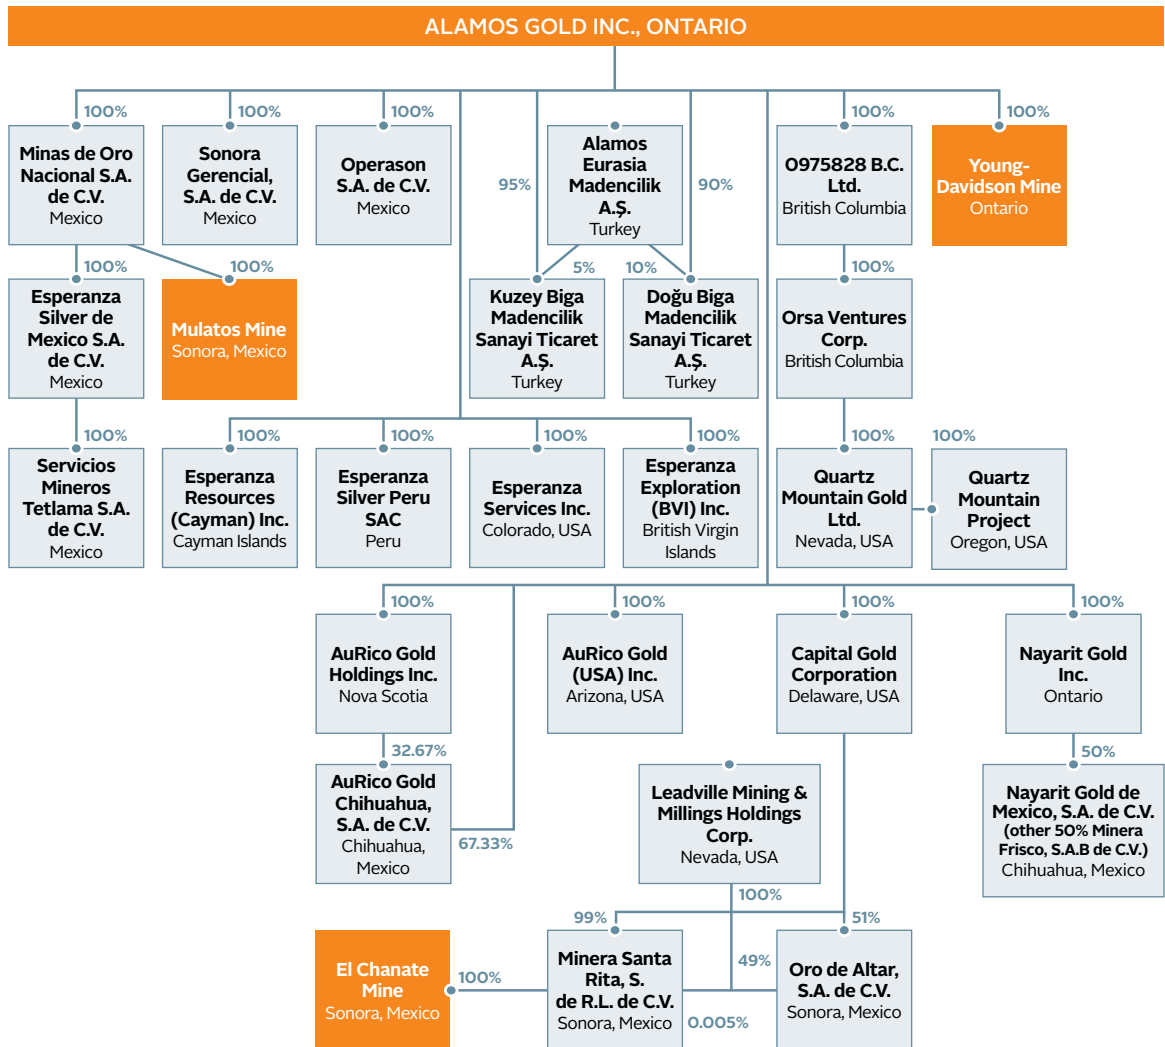 ALAMOS GOLD INC., ONTARIO
100%
100%
100%
100%
100%
Minas de Oro
Nacional S.A.
de C.V.
Mexico
Sonora
Gerencial,
S.A. de C.V.
Mexico
Operason
S.A. de C.V.
Mexico
95%
Alamos
Eurasia
Madencilik
A.Ş.
Turkey
90%
O975828 B.C.
Ltd.
British Columbia
Young-
Davidson Mine
Ontario
100%
100%
5%
10%
100%
Esperanza
Silver de
Mexico S.A.
de C.V.
Mexico
Mulatos Mine
Sonora, Mexico
Kuzey Biga
Madencilik
Sanayi Ticaret
A.Ş.
Turkey
Doğu Biga
Madencilik
Sanayi Ticaret
A.Ş.
Turkey
Orsa Ventures
Corp.
British Columbia
100%
100%
100%
100%
100%
100%
100%
Servicios
Mineros
Tetlama S.A.
de C.V.
Mexico
Esperanza
Resources
(Cayman) Inc.
Cayman Islands
Esperanza
Silver Peru
SAC
Peru
Esperanza
Services Inc.
Colorado, USA
Esperanza
Exploration
(BVI) Inc.
British Virgin
Islands
Quartz
Mountain Gold
Ltd.
Nevada, USA
Quartz
Mountain
Project
Oregon, USA
100%
100%
100%
100%
AuRico Gold
Holdings Inc.
Nova Scotia
AuRico Gold
(USA) Inc.
Arizona, USA
Capital Gold
Corporation
Delaware, USA
Nayarit Gold
Inc.
Ontario
32.67%
50%
AuRico Gold
Chihuahua,
S.A. de C.V.
Chihuahua,
Mexico
67.33%
Leadville Mining &
Millings Holdings
Corp.
Nevada, USA
Nayarit Gold de
Mexico, S.A. de C.V.
(other 50% Minera
Frisco, S.A.B de C.V.)
Chihuahua, Mexico
100%
99%
51%
El Chanate
Mine
Sonora, Mexico
100%
Minera Santa
Rita, S.
de R.L. de C.V.
Sonora, Mexico
49%
0.005%
Oro de Altar,
S.A. de C.V.
Sonora, Mexico